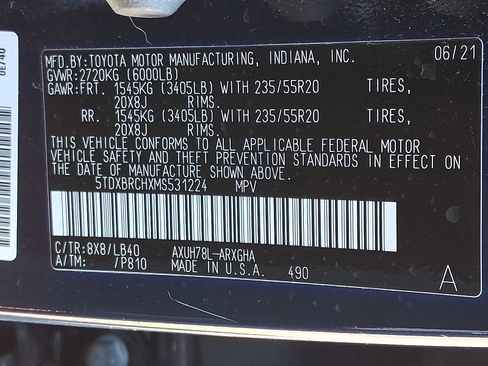 MFD.BY:TOYOTA MOTOR MANUFACTURING, INDIANA, INC. 06/21
GVWR:2720KG (6000LB)
GAWR:FRT. 1545KG (3405LB) WITH 235/55R20 TIRES,
20X8J RIMS.
RR. 1545KG (3405LB) WITH 235/55R20 TIRES,
20X8J RIMS.
THIS VEHICLE CONFORMS TO ALL APPLICABLE FEDERAL MOTOR
VEHICLE SAFETY AND THEFT PREVENTION STANDARDS IN EFFECT ON
THE DATE OF MANUFACTURE SHOWN ABOVE.
5TDXBRCHXMS531224 MPV
C/TR:8X8/LB40 AXUH78L-ARXGHA
A/TM: /P810 MADE IN U.S.A. 490
A